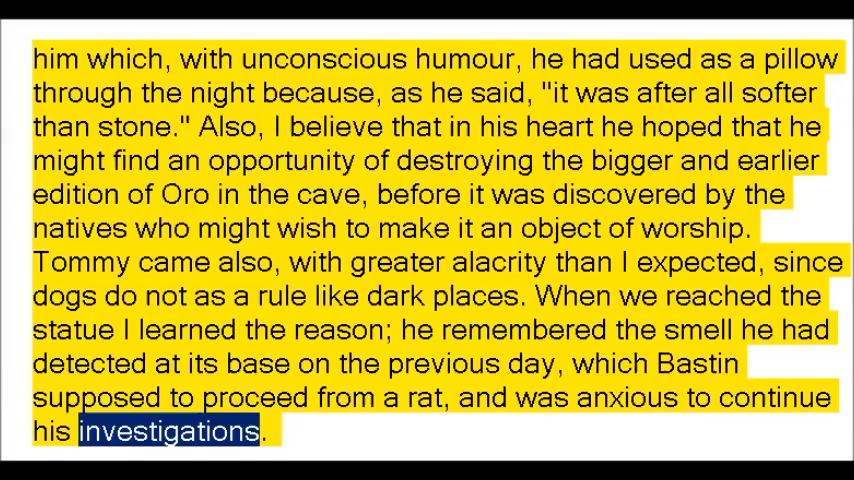 him which, with unconscious humour, he had used as a pillow
through the night because, as he said, "it was after all softer
than stone." Also, I believe that in his heart he hoped that he
might find an opportunity of destroying the bigger and earlier
edition of Oro in the cave, before it was discovered by the
natives who might wish to make it an object of worship.
Tommy came also, with greater alacrity than I expected, since
dogs do not as a rule like dark places. When we reached the
statue I learned the reason; he remembered the smell he had
detected at its base on the previous day, which Bastin
supposed to proceed from a rat, and was anxious to continue
his investigations.